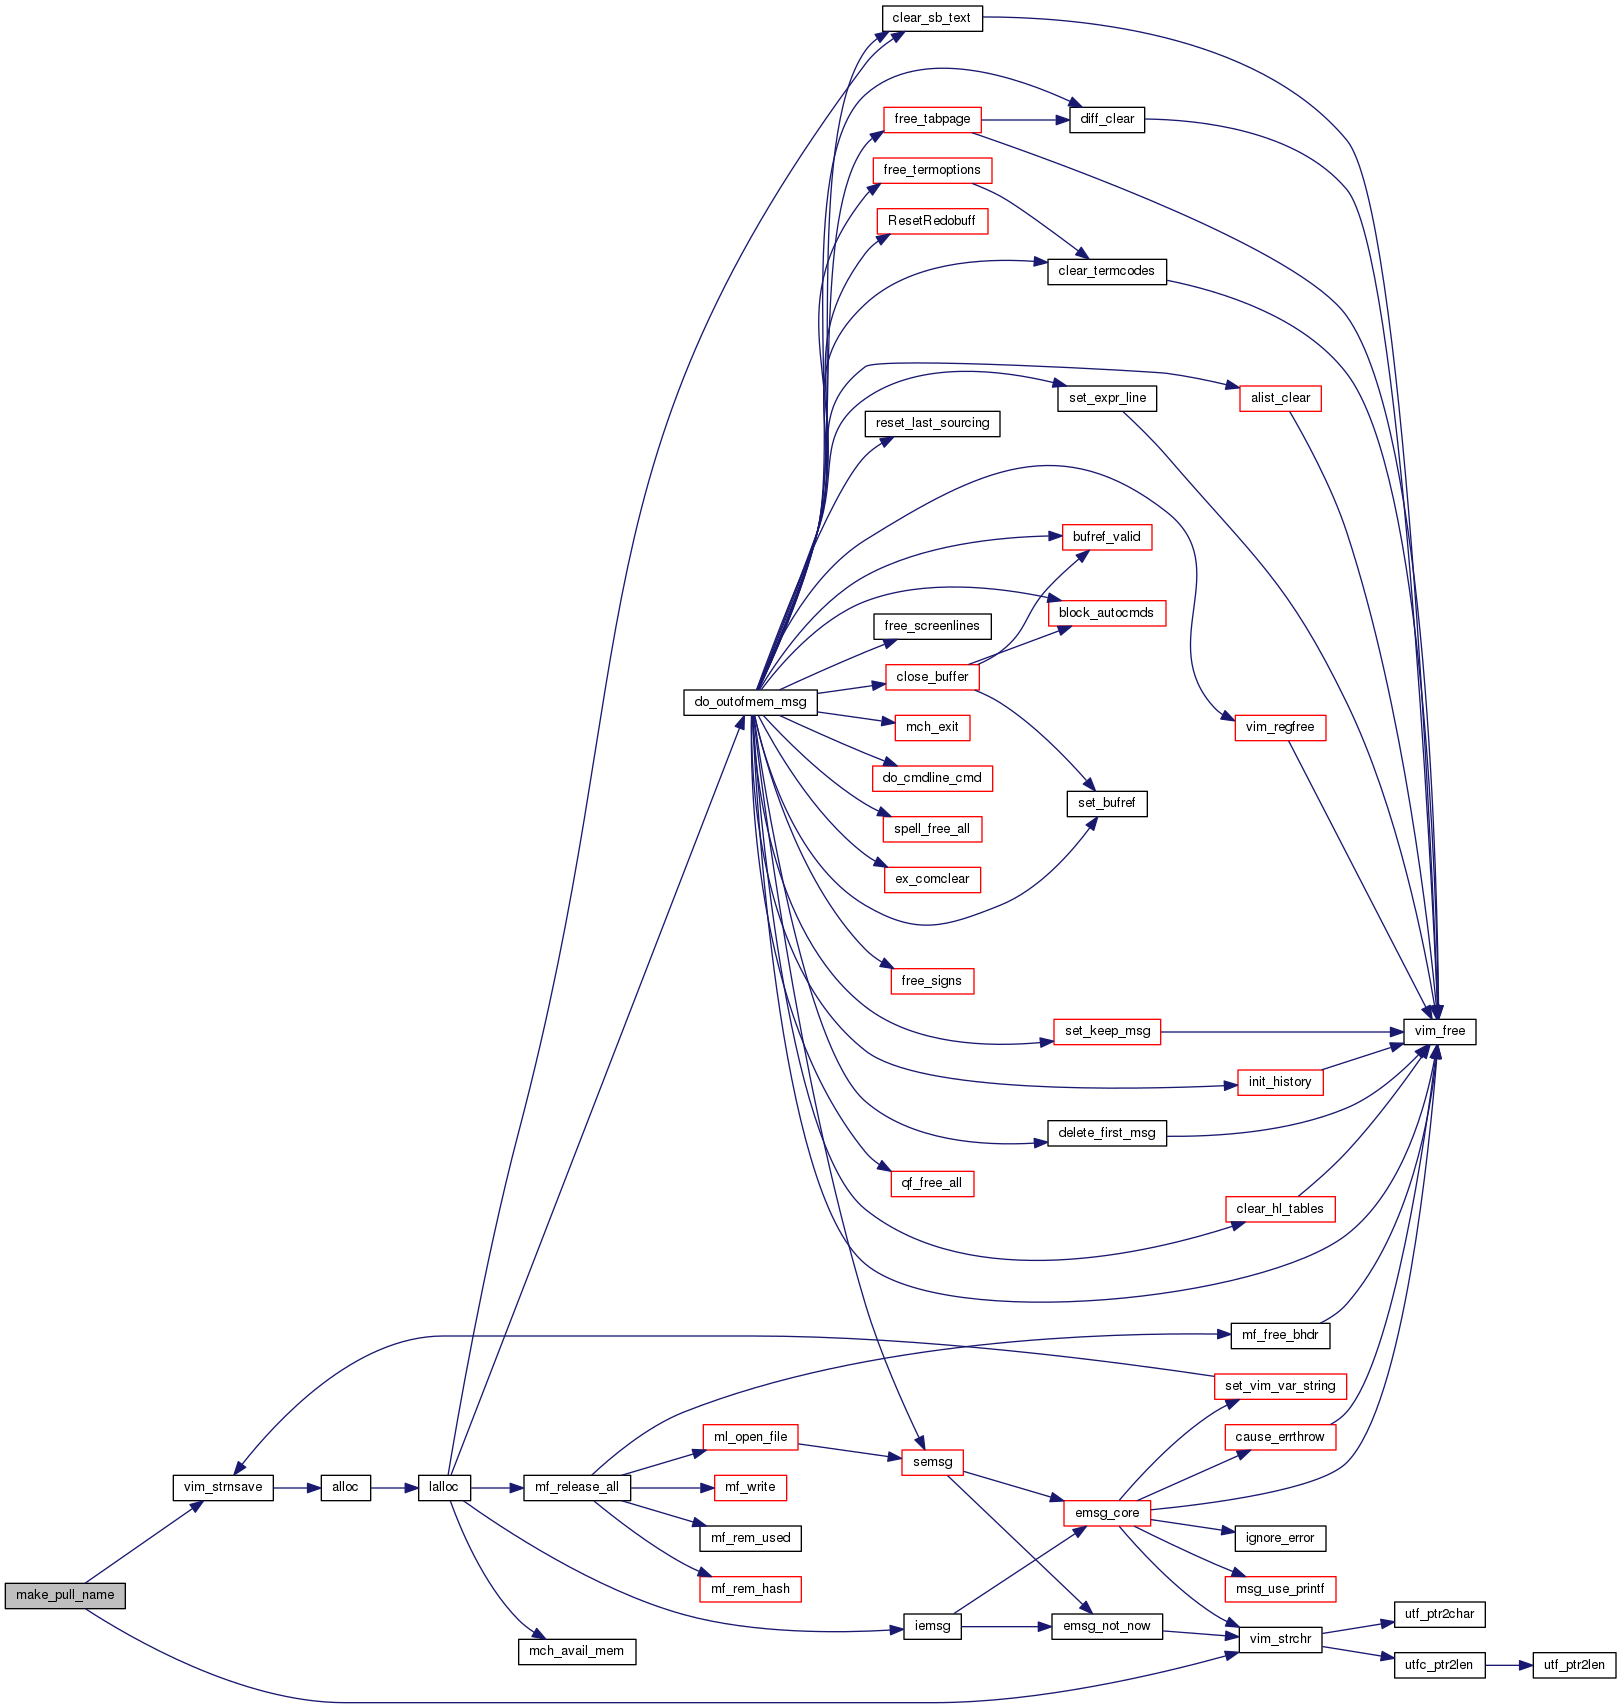 clear_sb_text
free_tabpage
diff_clear
free_termoptions
ResetRedobuff
clear_termcodes
set_expr_line
alist_clear
reset_last_sourcing
bufref_valid
block_autocmds
free_screenlines
close_buffer
do_outofmem_msg
mch_exit
vim_regfree
do_cmdline_cmd
set_bufref
spell_free_all
ex_comclear
free_signs
set_keep_msg
vim_free
init_history
delete_first_msg
qf_free_all
clear_hl_tables
mf_free_bhdr
set_vim_var_string
ml_open_file
cause_errthrow
semsg
vim_strnsave
alloc
lalloc
mf_release_all
mf_write
emsg_core
mf_rem_used
ignore_error
make_pull_name
mf_rem_hash
msg_use_printf
utf_ptr2char
iemsg
emsg_not_now
vim_strchr
mch_avail_mem
utfc_ptr2len
utf_ptr2len